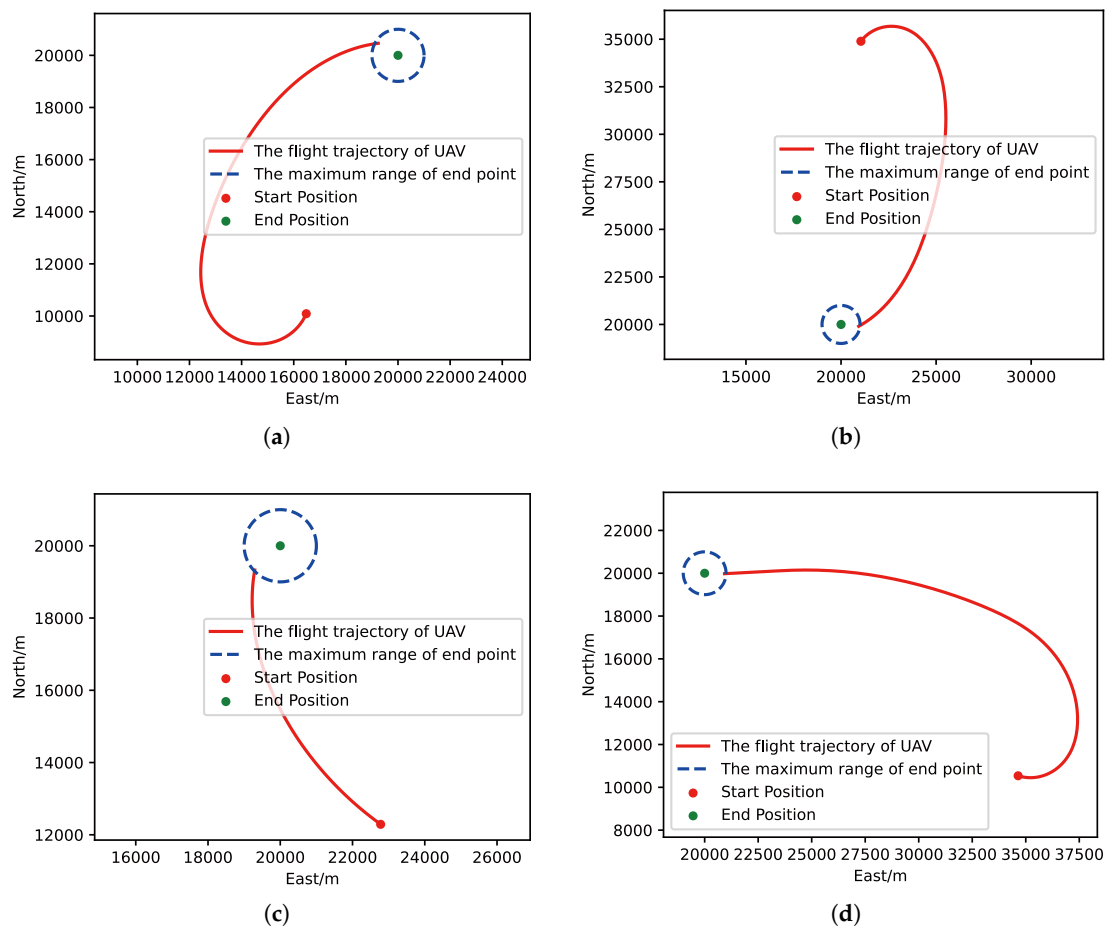 20000
18000
16000
14000
12000
10000
North/m
The flight trajectory of UAV
The maximum range of end point
Start Position
End Position
10000 12000 14000 16000 18000 20000 22000 24000
East/m
(a)
35000
32500
30000
27500
25000
22500
20000
North/m
The flight trajectory of UAV
The maximum range of end point
Start Position
End Position
15000 20000 25000 30000
East/m
(b)
20000
18000
16000
14000
12000
North/m
The flight trajectory of UAV
The maximum range of end point
Start Position
End Position
16000 18000 20000 22000 24000 26000
East/m
(c)
22000
20000
18000
16000
14000
12000
10000
8000
North/m
The flight trajectory of UAV
The maximum range of end point
Start Position
End Position
20000 22500 25000 27500 30000 32500 35000 37500
East/m
(d)